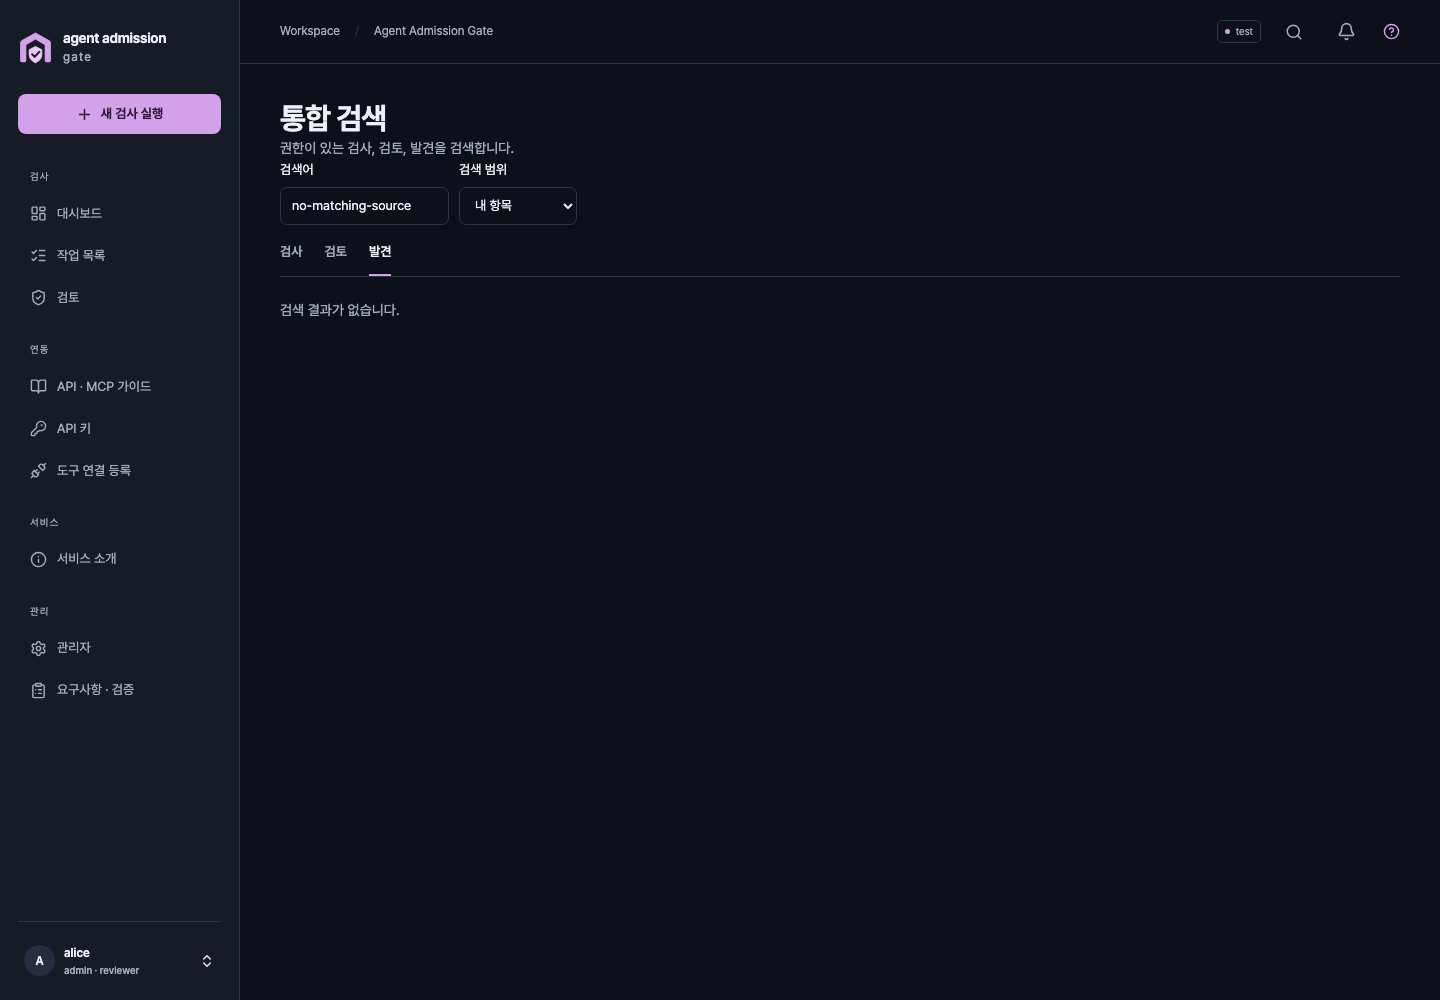 agent admission
gate
새 검사 실행
검사
대시보드
작업 목록
검토
연동
API · MCP 가이드
API 키
도구 연결 등록
서비스
서비스 소개
관리
관리자
요구사항 · 검증
A
alice
admin · reviewer
Workspace / Agent Admission Gate
test
통합 검색
권한이 있는 검사, 검토, 발견을 검색합니다.
검색어 검색 범위
no-matching-source 내 항목
검사 검토 발견
검색 결과가 없습니다.